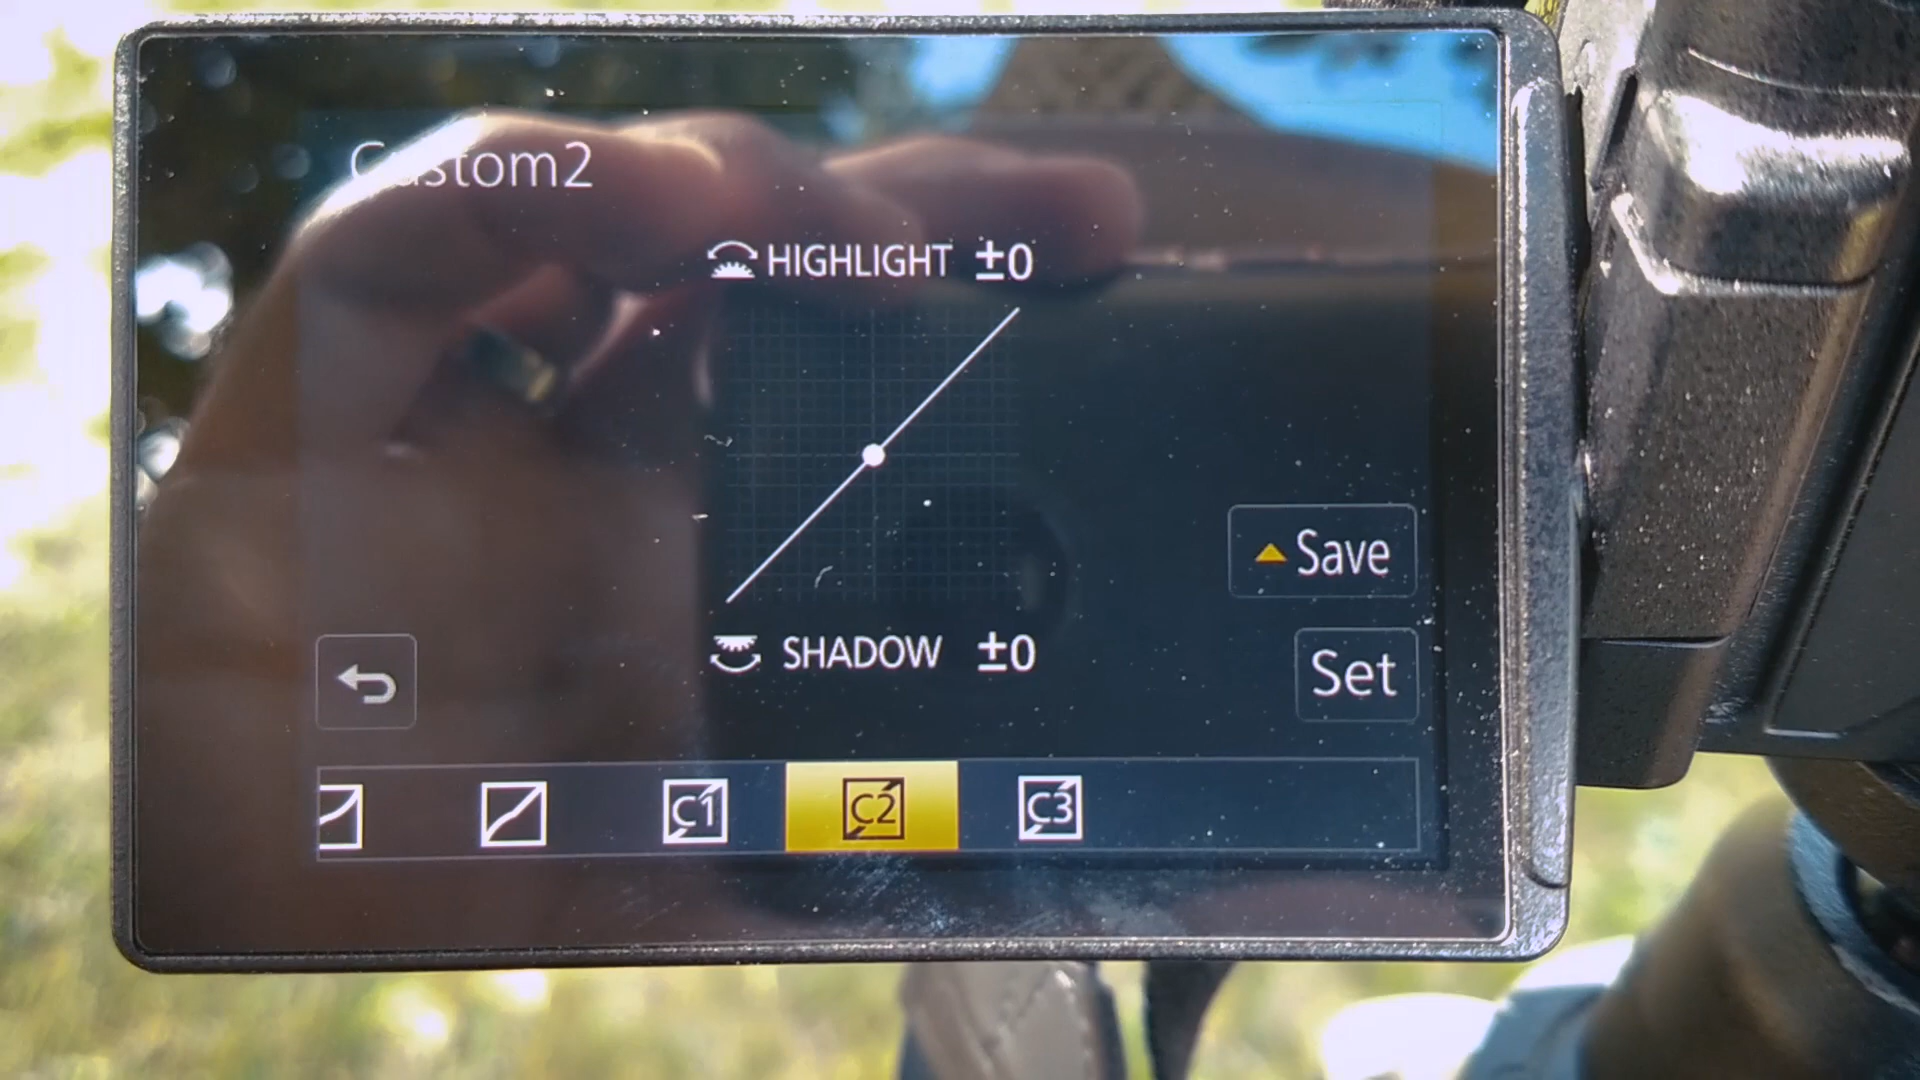 Custom2
HIGHLIGHT ±0
SHADOW ±0
Save
Set
C1 C2 C3